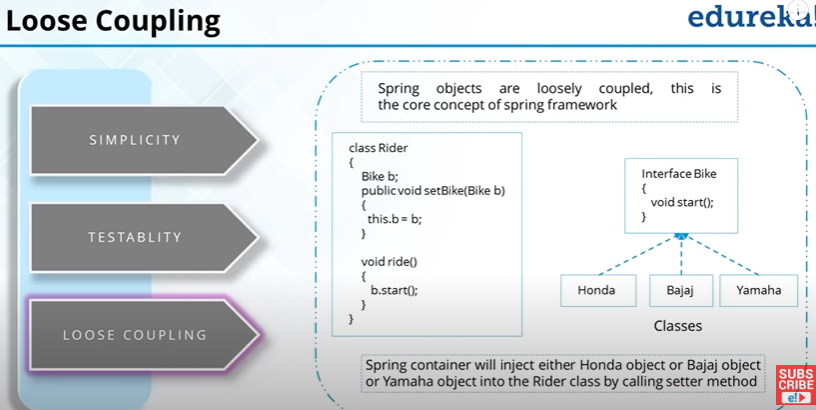 Loose Coupling
edureka!
SIMPLICITY
TESTABLITY
LOOSE COUPLING
Spring objects are loosely coupled, this is
the core concept of spring framework
class Rider
{
Bike b;
public void setBike(Bike b)
{
this.b = b;
}
void ride()
{
b.start();
}
}
Interface Bike
{
void start();
}
Honda
Bajaj
Yamaha
Classes
Spring container will inject either Honda object or Bajaj object
or Yamaha object into the Rider class by calling setter method
SUBS
CRIBE
e!